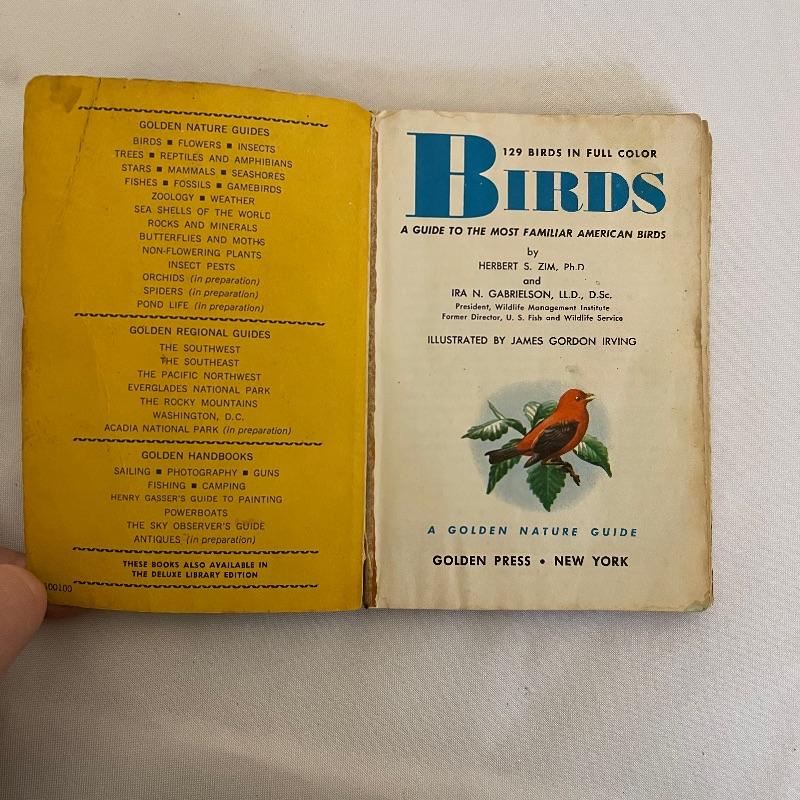 GOLDEN NATURE GUIDES
BIRDS ■ FLOWERS ■ INSECTS
TREES ■ REPTILES AND AMPHIBIANS
STARS ■ MAMMALS ■ SEASHORES
FISHES ■ FOSSILS ■ GAMEBIRDS
ZOOLOGY ■ WEATHER
SEA SHELLS OF THE WORLD
ROCKS AND MINERALS
BUTTERFLIES AND MOTHS
NON-FLOWERING PLANTS
INSECT PESTS
ORCHIDS (in preparation)
SPIDERS (in preparation)
POND LIFE (in preparation)
GOLDEN REGIONAL GUIDES
THE SOUTHWEST
THE SOUTHEAST
THE PACIFIC NORTHWEST
EVERGLADES NATIONAL PARK
THE ROCKY MOUNTAINS
WASHINGTON, D.C.
ACADIA NATIONAL PARK (in preparation)
GOLDEN HANDBOOKS
SAILING ■ PHOTOGRAPHY ■ GUNS
FISHING ■ CAMPING
HENRY GASSER'S GUIDE TO PAINTING
POWERBOATS
THE SKY OBSERVER'S GUIDE
ANTIQUES (in preparation)
THESE BOOKS ALSO AVAILABLE IN
THE DELUXE LIBRARY EDITION
129 BIRDS IN FULL COLOR
BIRDS
A GUIDE TO THE MOST FAMILIAR AMERICAN BIRDS
by
HERBERT S. ZIM, Ph.D.
and
IRA N. GABRIELSON, LL.D., D.Sc.
President, Wildlife Management Institute
Former Director, U. S. Fish and Wildlife Service
ILLUSTRATED BY JAMES GORDON IRVING
A GOLDEN NATURE GUIDE
GOLDEN PRESS • NEW YORK